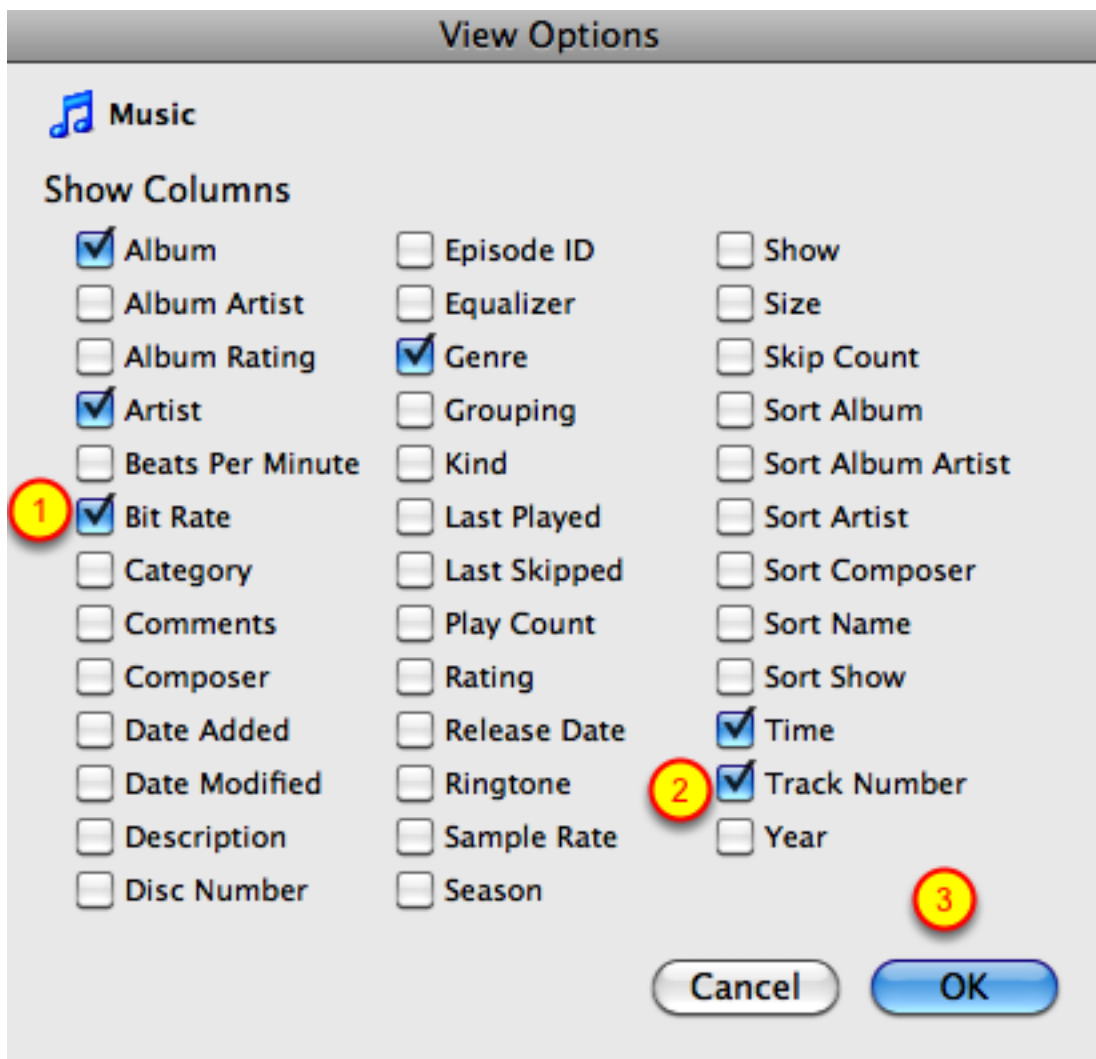 View Options
Music
Show Columns
Album
Album Artist
Album Rating
Artist
Beats Per Minute
1
Bit Rate
Category
Comments
Composer
Date Added
Date Modified
Description
Disc Number
Episode ID
Equalizer
Genre
Grouping
Kind
Last Played
Last Skipped
Play Count
Rating
Release Date
Ringtone
Sample Rate
Season
Show
Size
Skip Count
Sort Album
Sort Album Artist
Sort Artist
Sort Composer
Sort Name
Sort Show
Time
2
Track Number
Year
3
Cancel
OK